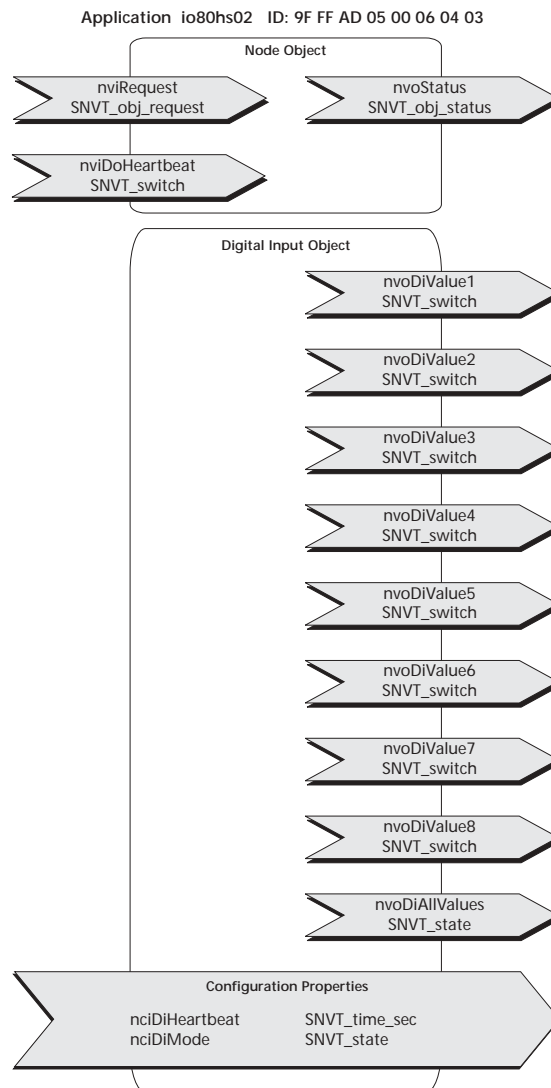 Application io80hs02 ID: 9F FF AD 05 00 06 04 03
Node Object
nviRequest
SNVT_obj_request
nvoStatus
SNVT_obj_status
nviDoHeartbeat
SNVT_switch
Digital Input Object
nvoDiValue1
SNVT_switch
nvoDiValue2
SNVT_switch
nvoDiValue3
SNVT_switch
nvoDiValue4
SNVT_switch
nvoDiValue5
SNVT_switch
nvoDiValue6
SNVT_switch
nvoDiValue7
SNVT_switch
nvoDiValue8
SNVT_switch
nvoDiAllValues
SNVT_state
Configuration Properties
nciDiHeartbeat SNVT_time_sec
nciDiMode SNVT_state